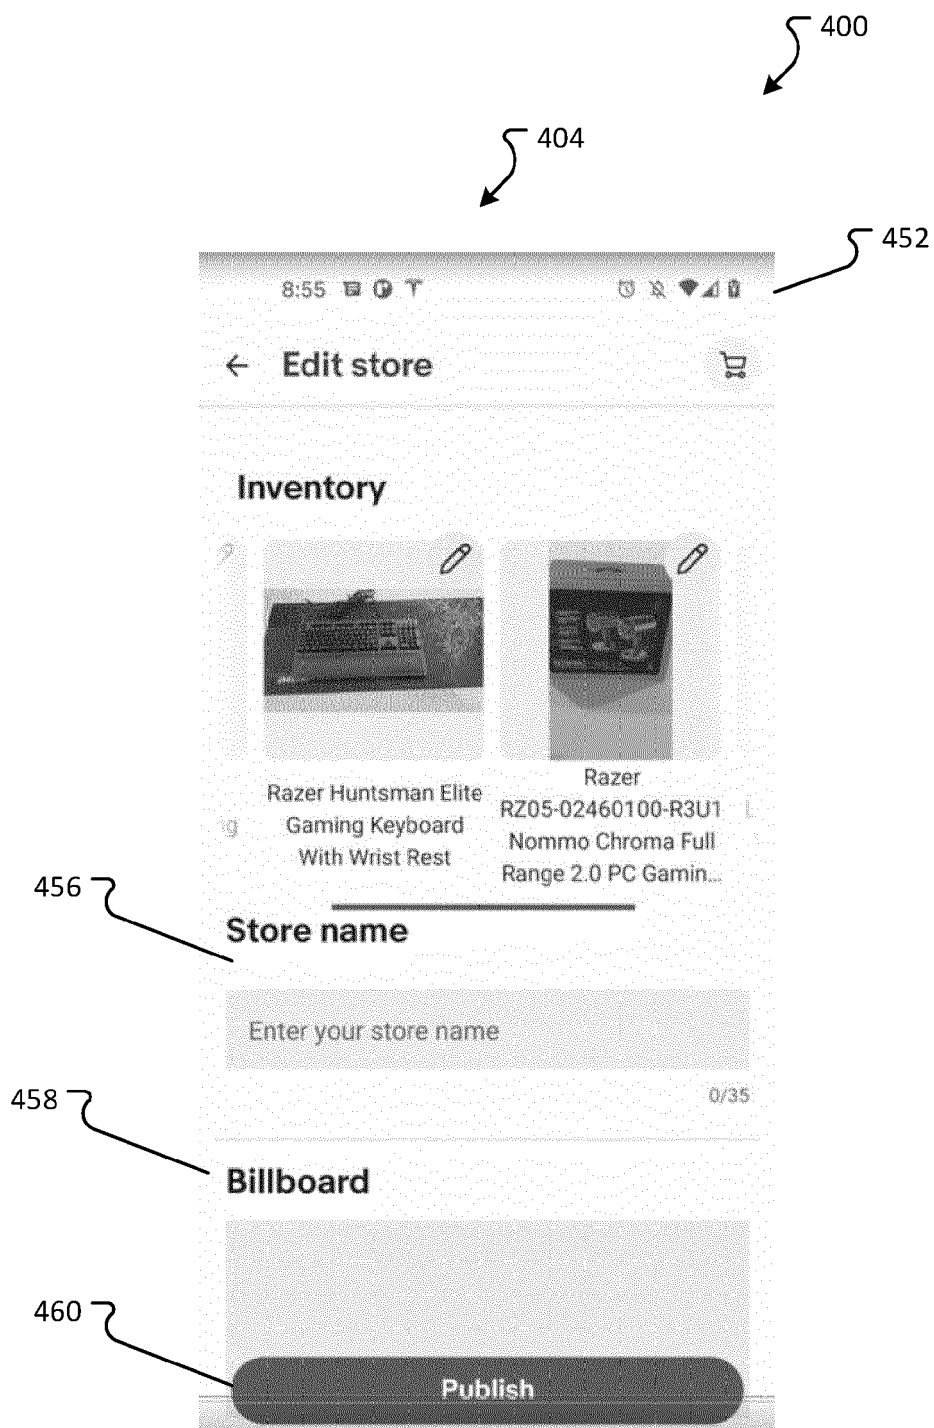 400
404
452
8:55
Edit store
Inventory
Razer Huntsman Elite
Gaming Keyboard
With Wrist Rest
Razer
RZ05-02460100-R3U1
Nommo Chroma Full
Range 2.0 PC Gamin...
ng
L
456
Store name
Enter your store name
0/35
458
Billboard
460
Publish